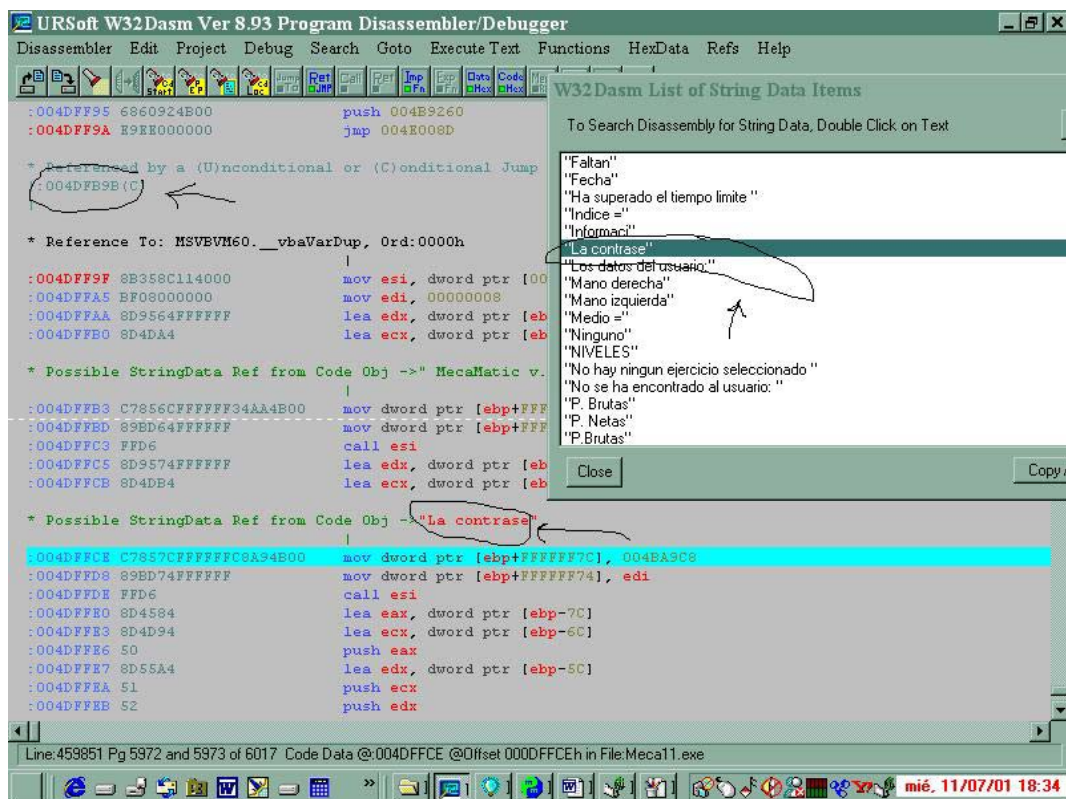 URSoft W32Dasm Ver 8.93 Program Disassembler/Debugger
Disassembler Edit Project Debug Search Goto Execute Text Functions HexData Refs Help
:004DFF95 6860924B00 push 004B9260
:004DFF9A E9EE000000 jmp 004E008D
* Referenced by a (U)nconditional or (C)onditional Jump
|:004DFB9B(C)
|
* Reference To: MSVBVM60.__vbaVarDup, Ord:0000h
|
:004DFF9F 8B358C114000 mov esi, dword ptr [00
:004DFFA5 BF08000000 mov edi, 00000008
:004DFFAA 8D9564FFFFFF lea edx, dword ptr [eb
:004DFFB0 8D4DA4 lea ecx, dword ptr [eb
* Possible StringData Ref from Code Obj ->" MecaMatic v.
|
:004DFFB3 C7856CFFFFFF34AA4B00 mov dword ptr [ebp+FFF
:004DFFBD 89BD64FFFFFF mov dword ptr [ebp+FFF
:004DFFC3 FFD6 call esi
:004DFFC5 8D9574FFFFFF lea edx, dword ptr [eb
:004DFFCB 8D4DB4 lea ecx, dword ptr [eb
* Possible StringData Ref from Code Obj ->"La contrase"
|
:004DFFCE C7857CFFFFFFC8A94B00 mov dword ptr [ebp+FFFFFF7C], 004BA9C8
:004DFFD8 89BD74FFFFFF mov dword ptr [ebp+FFFFFF74], edi
:004DFFDE FFD6 call esi
:004DFFE0 8D4584 lea eax, dword ptr [ebp-7C]
:004DFFE3 8D4D94 lea ecx, dword ptr [ebp-6C]
:004DFFE6 50 push eax
:004DFFE7 8D55A4 lea edx, dword ptr [ebp-5C]
:004DFFEA 51 push ecx
:004DFFEB 52 push edx
W32Dasm List of String Data Items
To Search Disassembly for String Data, Double Click on Text
"Faltan"
"Fecha"
"Ha superado el tiempo limite "
"Indice ="
"Informaci"
"La contrase"
"Los datos del usuario:"
"Mano derecha"
"Mano izquierda"
"Medio ="
"Ninguno"
"NIVELES"
"No hay ningun ejercicio seleccionado "
"No se ha encontrado al usuario: "
"P. Brutas"
"P. Netas"
"P.Brutas"
Close
Copy
Line:459851 Pg 5972 and 5973 of 6017 Code Data @:004DFFCE @Offset 000DFFCEh in File:Meca11.exe
mié, 11/07/01 18:34